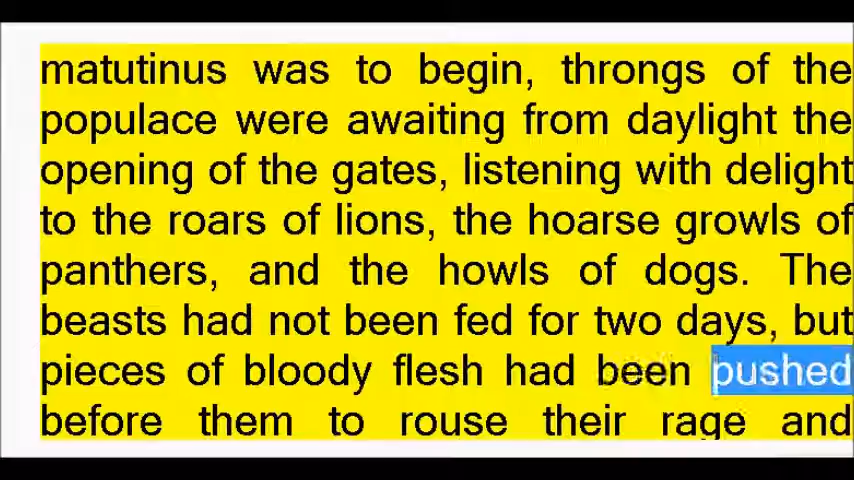 matutinus was to begin, throngs of the
populace were awaiting from daylight the
opening of the gates, listening with delight
to the roars of lions, the hoarse growls of
panthers, and the howls of dogs. The
beasts had not been fed for two days, but
pieces of bloody flesh had been pushed
before them to rouse their rage and